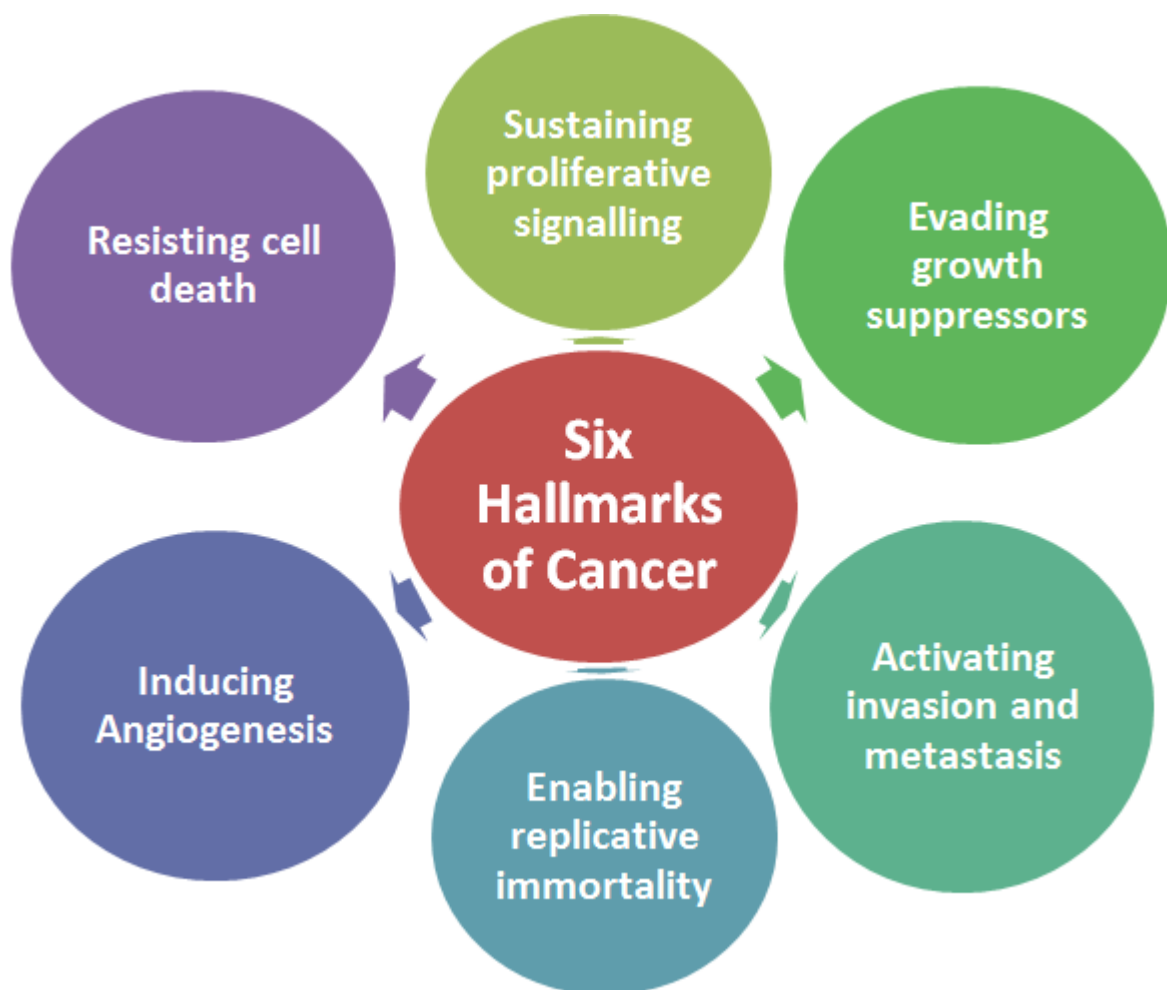 Sustaining
proliferative
signalling
Evading
growth
suppressors
Resisting cell
death
Six
Hallmarks
of Cancer
Activating
invasion and
metastasis
Inducing
Angiogenesis
Enabling
replicative
immortality